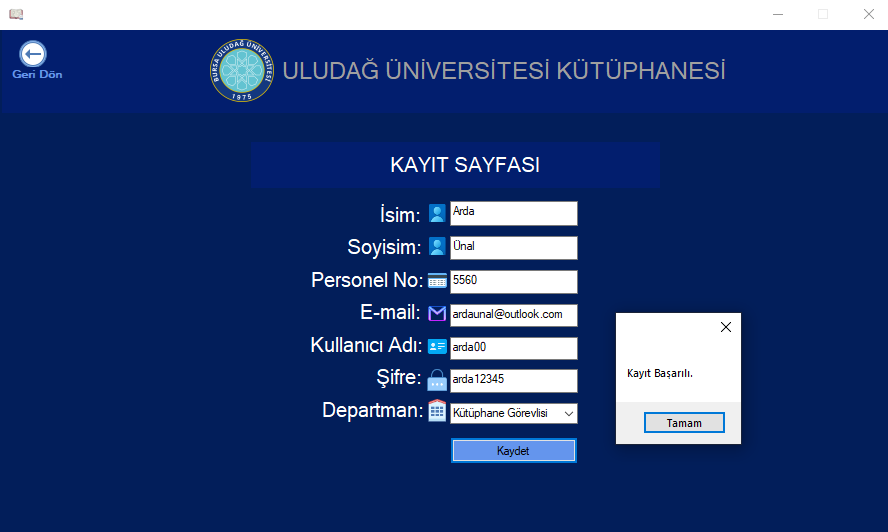 Geri Dön
BURSA ULUDAĞ ÜNİVERSİTESİ
1975
ULUDAĞ ÜNİVERSİTESİ KÜTÜPHANESİ
KAYIT SAYFASI
İsim: Arda
Soyisim: Ünal
Personel No: 5560
E-mail: ardaunal@outlook.com
Kullanıcı Adı: arda00
Şifre: arda12345
Departman: Kütüphane Görevlisi
Kaydet
Kayıt Başarılı.
Tamam